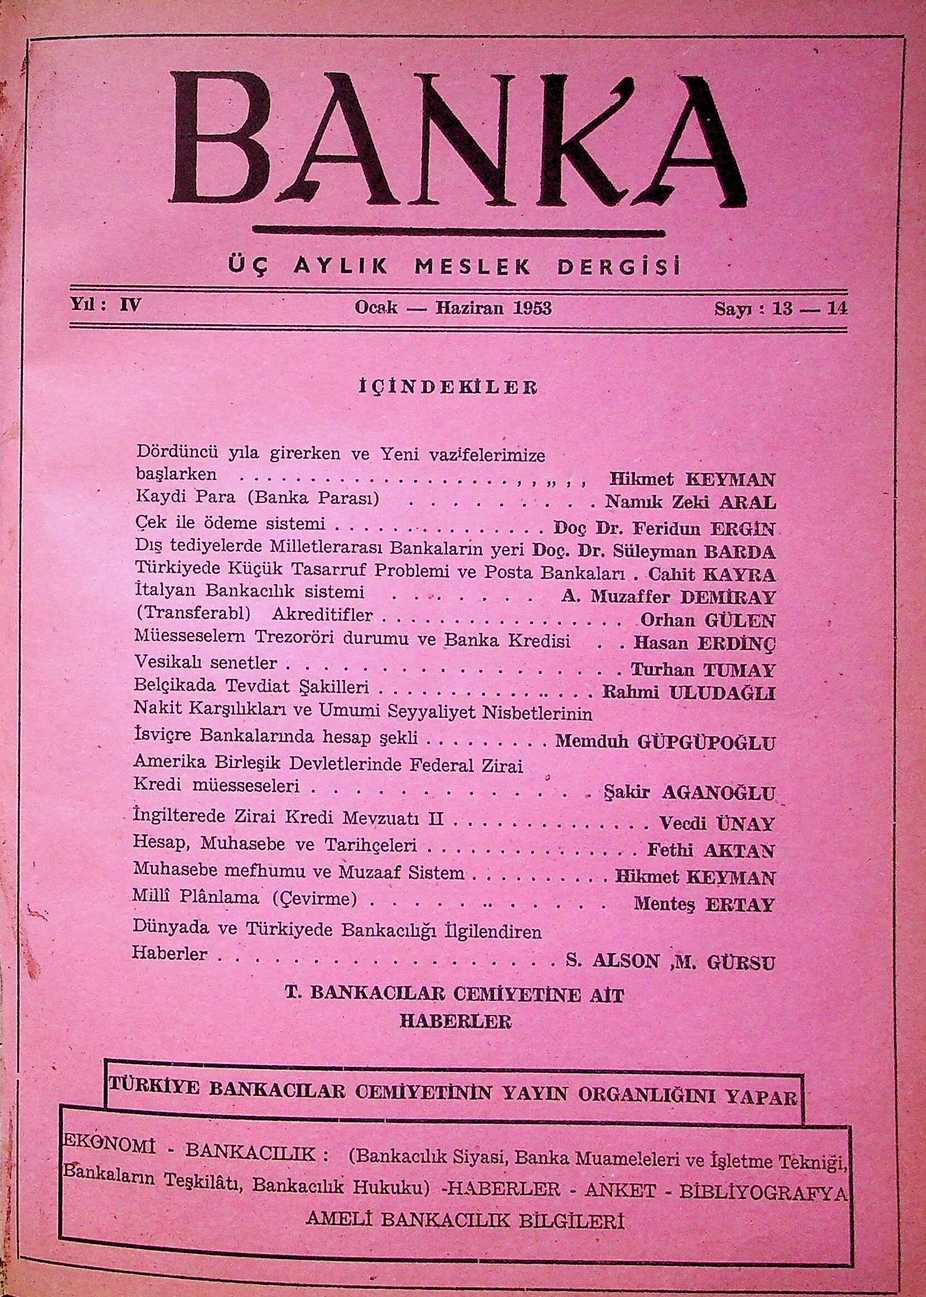 BANKA
ÜÇ AYLIK MESLEK DERGİSİ
Yıl : IV Ocak — Haziran 1953 Sayı : 13 — 14
İÇİNDEKİLER
Dördüncü yıla girerken ve Yeni vazifelerimize
başlarken . . . . . . . . . . . . . . . . . . . , , ,, , , Hikmet KEYMAN
Kaydi Para (Banka Parası) . . . . . . . . . Namık Zeki ARAL
Çek ile ödeme sistemi . . . . . . . . . . . . . . Doç Dr. Feridun ERGİN
Dış tediyelerde Milletlerarası Bankaların yeri Doç. Dr. Süleyman BARDA
Türkiyede Küçük Tasarruf Problemi ve Posta Bankaları . Cahit KAYRA
İtalyan Bankacılık sistemi . . . . . . . . A. Muzaffer DEMİRAY
(Transferabl) Akreditifler . . . . . . . . . . . . . . . . Orhan GÜLEN
Müesseselern Trezoröri durumu ve Banka Kredisi . . Hasan ERDİNÇ
Vesikalı senetler . . . . . . . . . . . . . . . . . . Turhan TUMAY
Belçikada Tevdiat Şakilleri . . . . . . . . . . . . . . Rahmi ULUDAĞLI
Nakit Karşılıkları ve Umumi Seyyaliyet Nisbetlerinin
İsviçre Bankalarında hesap şekli . . . . . . . . . Memduh GÜPGÜPOĞLU
Amerika Birleşik Devletlerinde Federal Zirai
Kredi müesseseleri . . . . . . . . . . . . . . Şakir AGANOĞLU
İngilterede Zirai Kredi Mevzuatı II . . . . . . . . . . . . . Vecdi ÜNAY
Hesap, Muhasebe ve Tarihçeleri . . . . . . . . . . . . . . Fethi AKTAN
Muhasebe mefhumu ve Muzaaf Sistem . . . . . . . . . . Hikmet KEYMAN
Millî Plânlama (Çevirme) . . . . . . .. . . . . . Menteş ERTAY
Dünyada ve Türkiyede Bankacılığı İlgilendiren
Haberler . . . . . . . . . . . . . . . . . . S. ALSON ,M. GÜRSU
T. BANKACILAR CEMİYETİNE AİT
HABERLER
TÜRKİYE BANKACILAR CEMİYETİNİN YAYIN ORGANLIĞINI YAPAR
EKONOMİ - BANKACILIK : (Bankacılık Siyasi, Banka Muameleleri ve İşletme Tekniği,
Bankaların Teşkilâtı, Bankacılık Hukuku) -HABERLER - ANKET - BİBLİYOGRAFYA
AMELİ BANKACILIK BİLGİLERİ